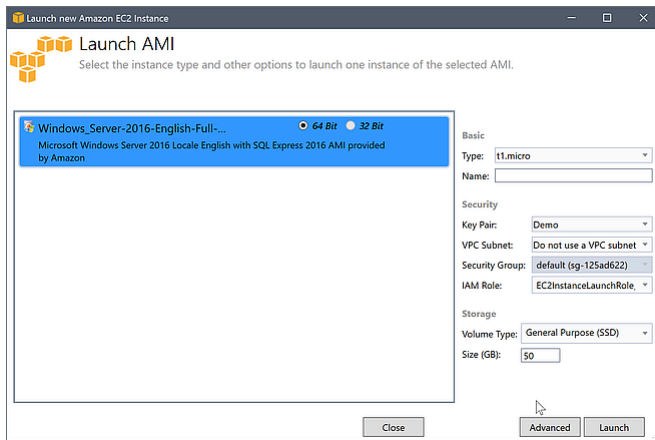 Launch new Amazon EC2 Instance
Launch AMI
Select the instance type and other options to launch one instance of the selected AMI.
Windows_Server-2016-English-Full-...
64 Bit
32 Bit
Microsoft Windows Server 2016 Locale English with SQL Express 2016 AMI provided
by Amazon
Basic
Type: t1.micro
Name:
Security
Key Pair: Demo
VPC Subnet: Do not use a VPC subnet
Security Group: default (sg-125ad622)
IAM Role: EC2InstanceLaunchRole,
Storage
Volume Type: General Purpose (SSD)
Size (GB): 50
Close
Advanced
Launch